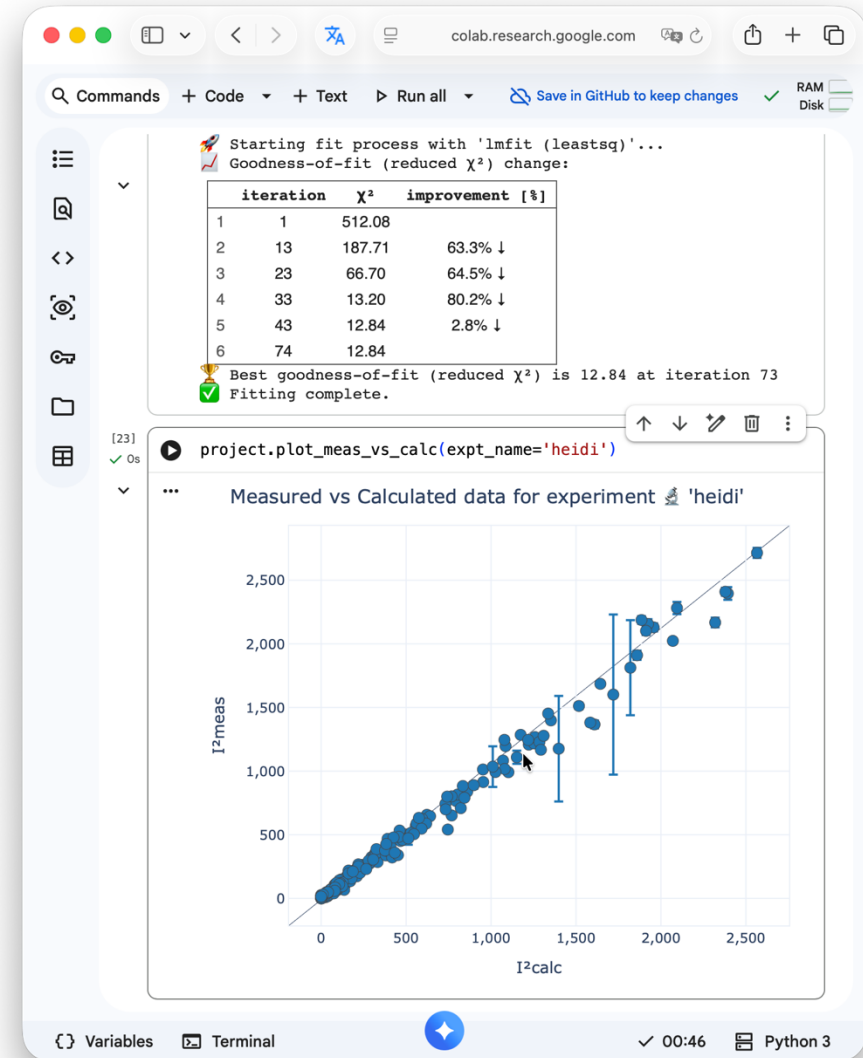 colab.research.google.com
Commands + Code + Text Run all Save in GitHub to keep changes RAM Disk
🚀 Starting fit process with 'lmfit (leastsq)'...
📈 Goodness-of-fit (reduced χ²) change:
iteration χ² improvement [%]
1 1 512.08
2 13 187.71 63.3% ↓
3 23 66.70 64.5% ↓
4 33 13.20 80.2% ↓
5 43 12.84 2.8% ↓
6 74 12.84
🏆 Best goodness-of-fit (reduced χ²) is 12.84 at iteration 73
✅ Fitting complete.
[23]
0s
project.plot_meas_vs_calc(expt_name='heidi')
Measured vs Calculated data for experiment 🔬 'heidi'
2,500
2,000
1,500
1,000
500
0
I²meas
0 500 1,000 1,500 2,000 2,500
I²calc
{} Variables Terminal 00:46 Python 3